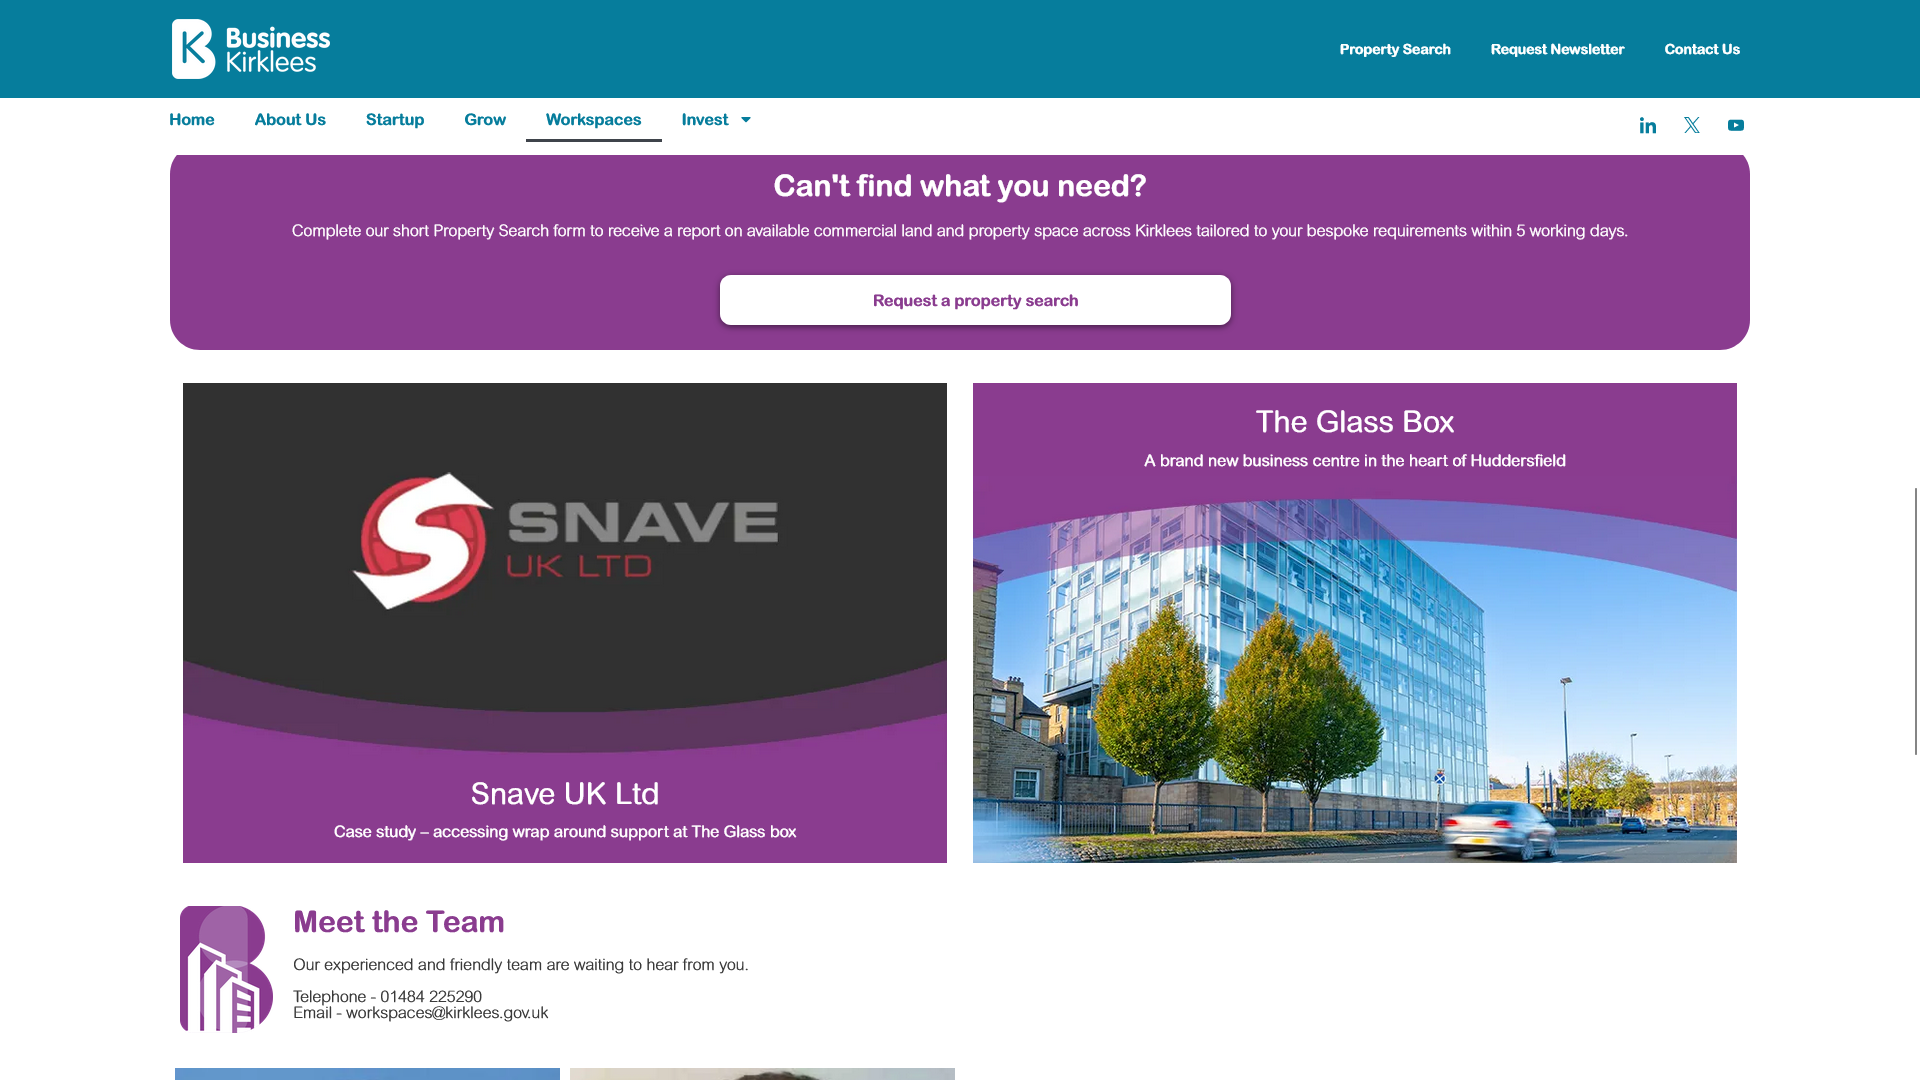 Business
Kirklees
Property Search
Request Newsletter
Contact Us
Home
About Us
Startup
Grow
Workspaces
Invest
Can't find what you need?
Complete our short Property Search form to receive a report on available commercial land and property space across Kirklees tailored to your bespoke requirements within 5 working days.
Request a property search
SNAVE
UK LTD
Snave UK Ltd
Case study – accessing wrap around support at The Glass box
The Glass Box
A brand new business centre in the heart of Huddersfield
Meet the Team
Our experienced and friendly team are waiting to hear from you.
Telephone - 01484 225290
Email - workspaces@kirklees.gov.uk